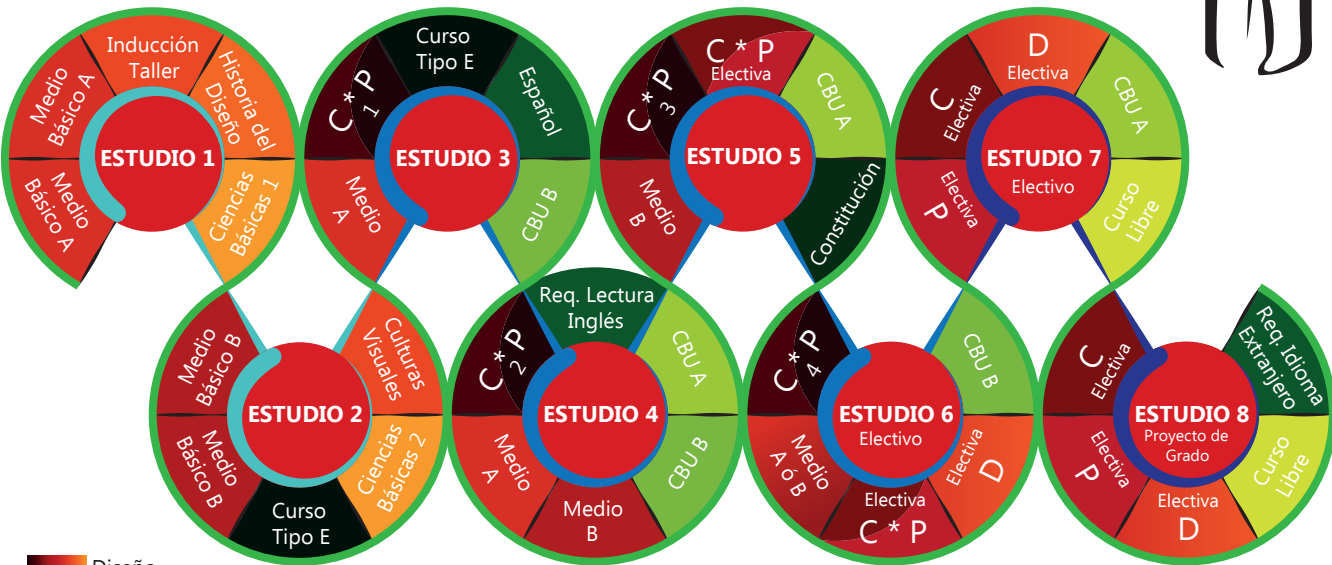 Medio
Básico A
Medio
Básico A
Inducción
Taller
Historia del
Diseño
Ciencias
Básicas 1
ESTUDIO 1
Medio
Básico B
Medio
Básico B
Curso
Tipo E
Ciencias
Básicas 2
Culturas
Visuales
ESTUDIO 2
Medio
A
C * P
1
Curso
Tipo E
Español
CBU B
ESTUDIO 3
C * P
2
Req. Lectura
Inglés
CBU A
CBU B
Medio
B
Medio
A
ESTUDIO 4
Medio
B
C * P
3
C * P
Electiva
CBU A
Constitución
ESTUDIO 5
C * P
4
CBU B
Electiva
D
Electiva
C * P
Medio
A ó B
ESTUDIO 6
Electivo
Electiva
P
C
Electiva
D
Electiva
CBU A
Curso
Libre
ESTUDIO 7
Electivo
C
Electiva
Electiva
P
Electiva
D
Curso
Libre
Req. Idioma
Extranjero
ESTUDIO 8
Proyecto de
Grado
Diseño